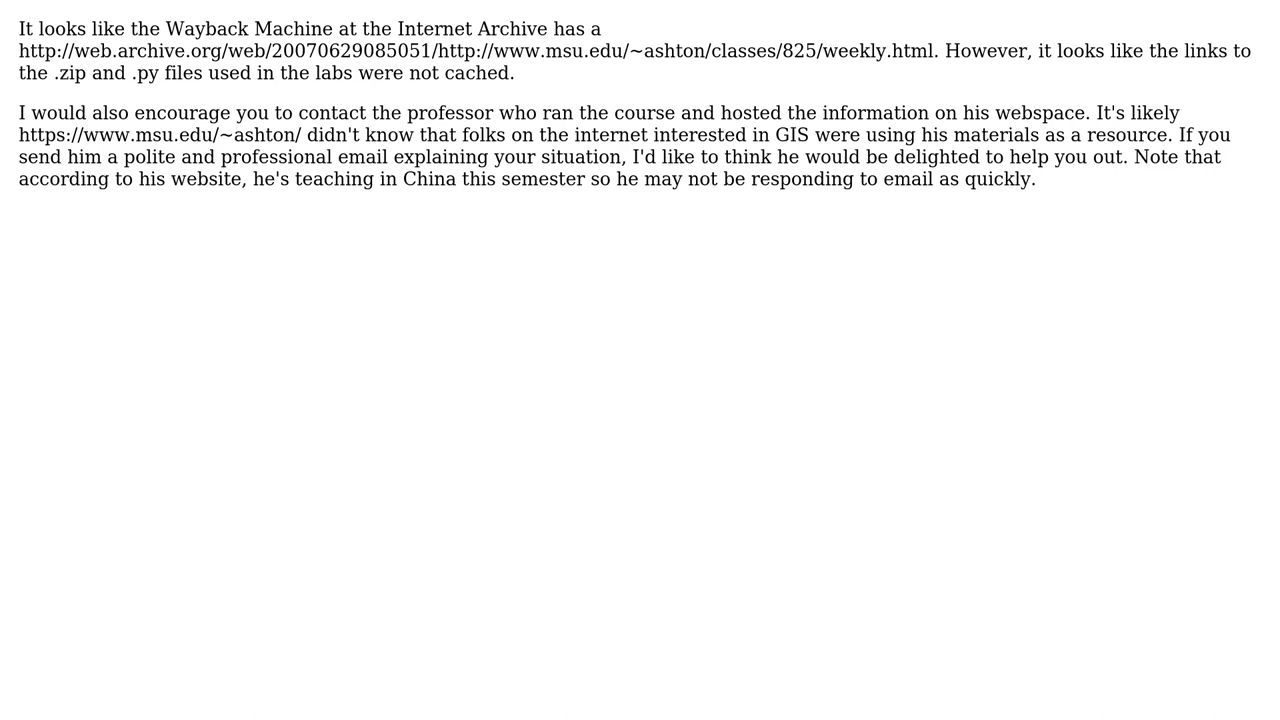 It looks like the Wayback Machine at the Internet Archive has a
http://web.archive.org/web/20070629085051/http://www.msu.edu/~ashton/classes/825/weekly.html. However, it looks like the links to
the .zip and .py files used in the labs were not cached.
I would also encourage you to contact the professor who ran the course and hosted the information on his webspace. It's likely
https://www.msu.edu/~ashton/ didn't know that folks on the internet interested in GIS were using his materials as a resource. If you
send him a polite and professional email explaining your situation, I'd like to think he would be delighted to help you out. Note that
according to his website, he's teaching in China this semester so he may not be responding to email as quickly.